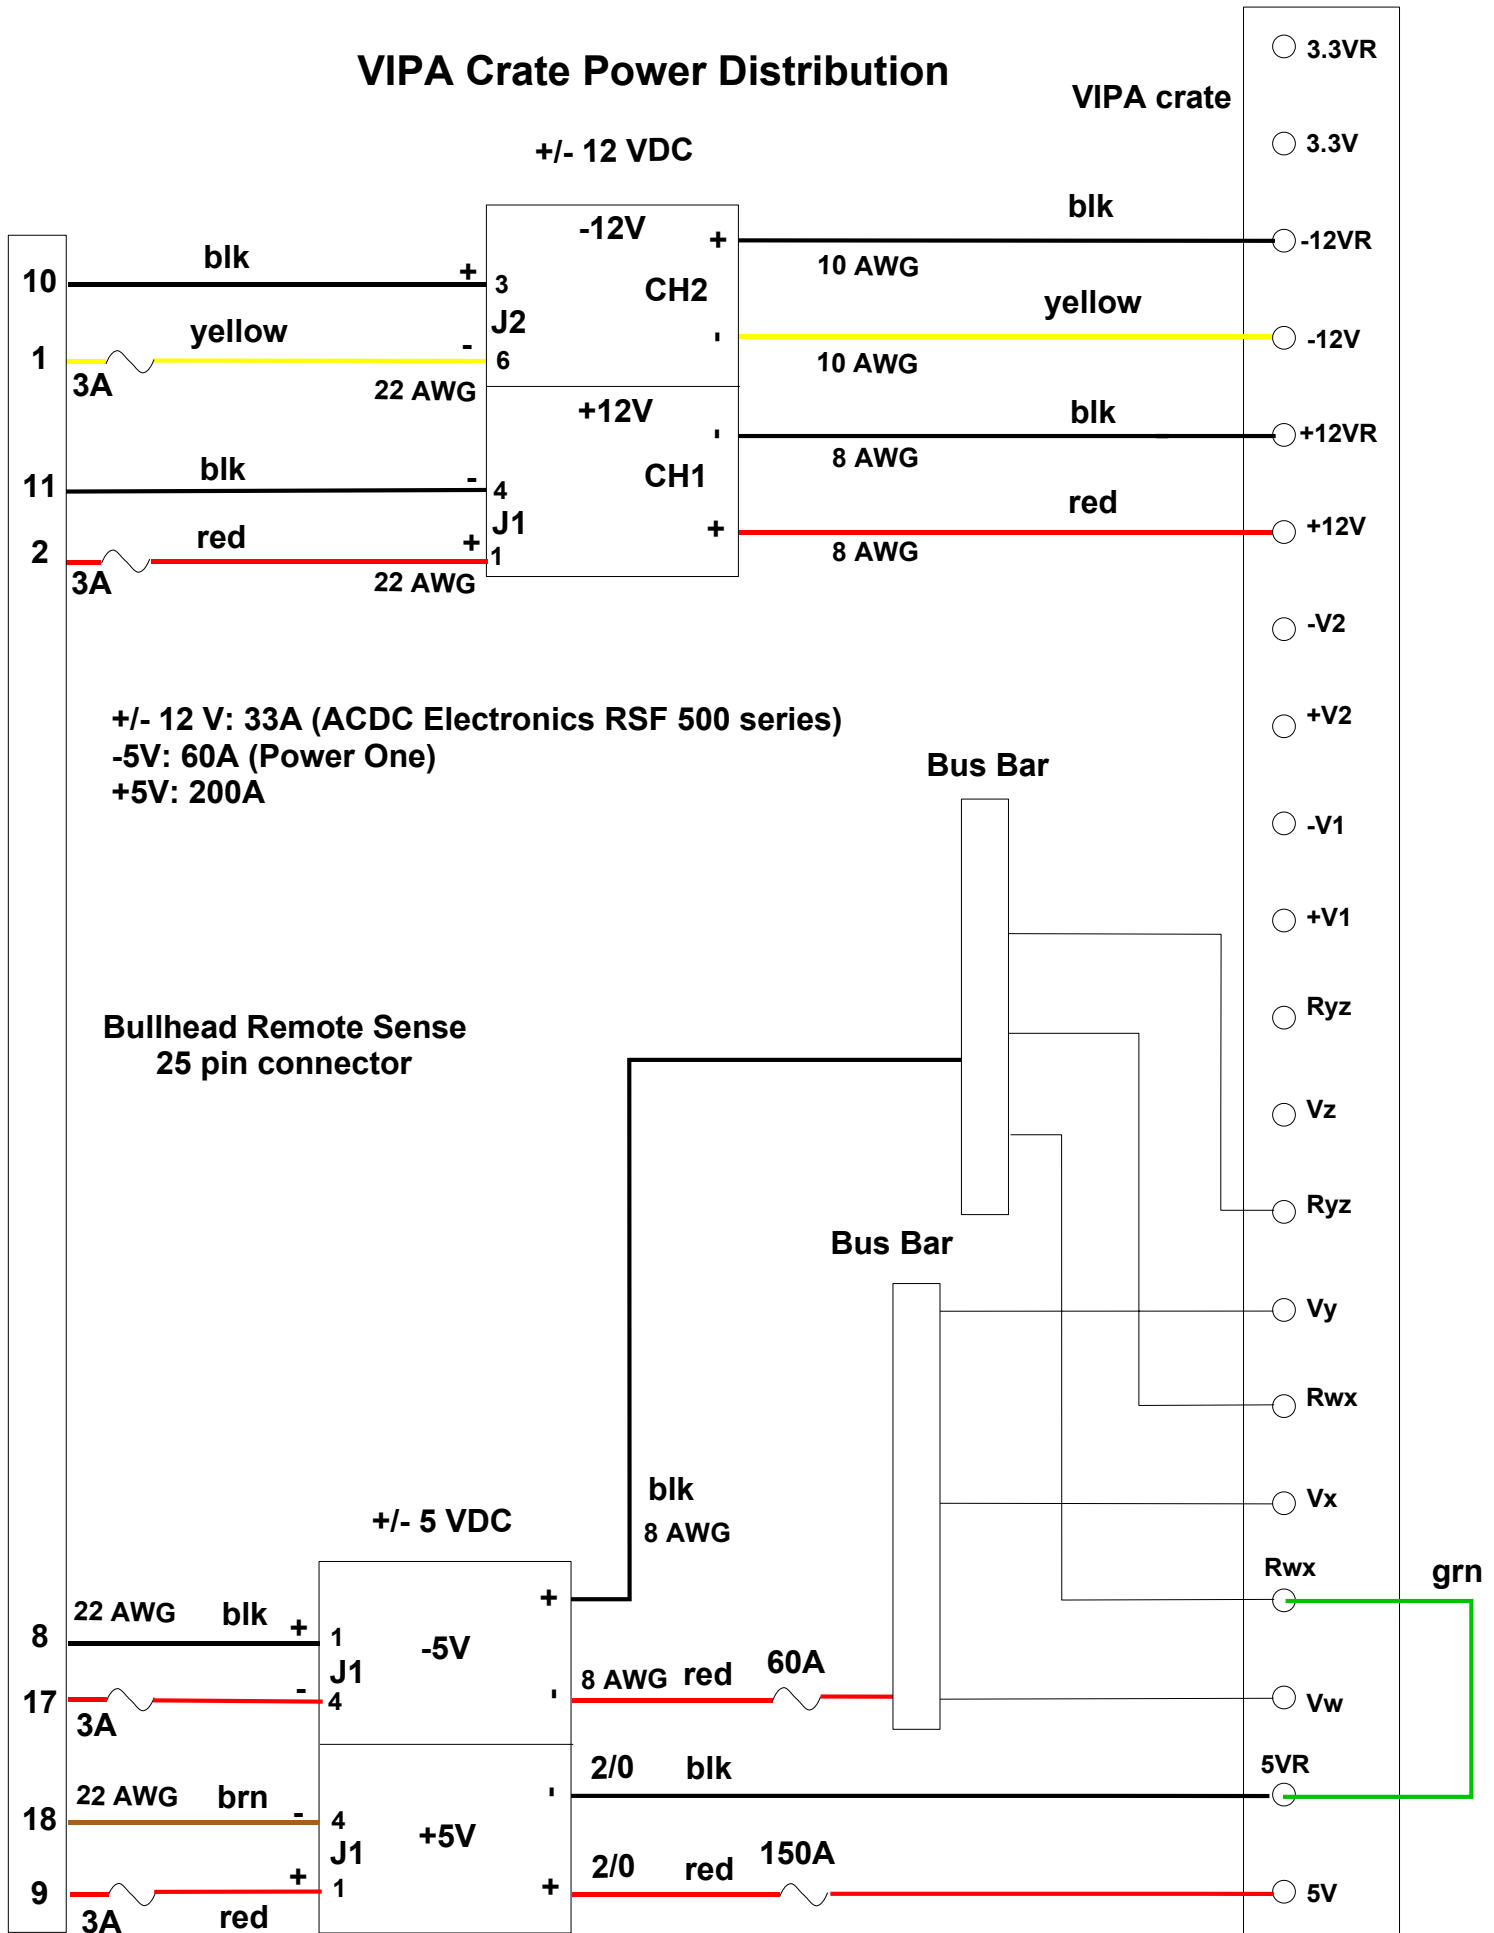 VIPA Crate Power Distribution
VIPA crate
3.3VR
3.3V
+/- 12 VDC
blk
-12V
+
-12VR
10 AWG
10
blk
+
3
CH2
J2
yellow
-
-12V
10 AWG
1
yellow
-
6
3A
22 AWG
+12V
blk
-
+12VR
8 AWG
11
blk
-
4
CH1
J1
red
+
+12V
8 AWG
2
red
+
1
3A
22 AWG
-V2
+V2
-V1
+V1
Ryz
Vz
Ryz
Vy
Rwx
Vx
Rwx
Vw
5VR
5V
grn
+/- 12 V: 33A (ACDC Electronics RSF 500 series)
-5V: 60A (Power One)
+5V: 200A
Bus Bar
Bullhead Remote Sense
25 pin connector
Bus Bar
blk
8 AWG
+/- 5 VDC
22 AWG
blk
8
+
1
J1
-5V
+
17
-
4
3A
-
8 AWG
red
60A
22 AWG
brn
18
-
4
J1
+5V
-
2/0
blk
9
+
1
3A
red
+
2/0
red
150A